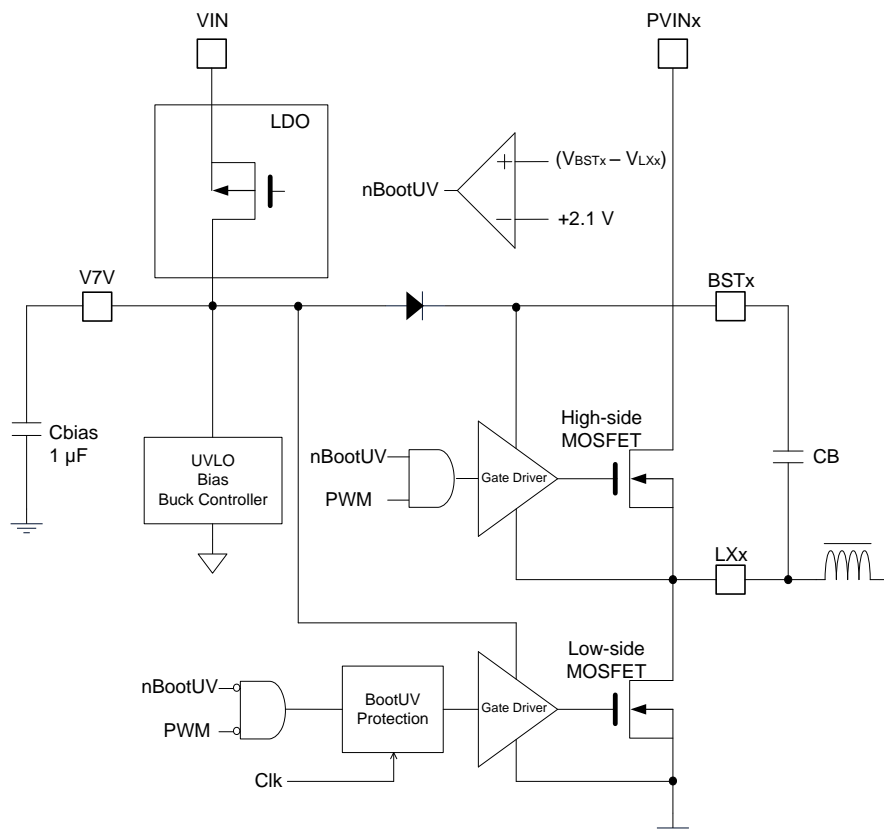 VIN
PVINx
LDO
+
(VBSTx – VLXx)
nBootUV
–
+2.1 V
V7V
BSTx
Cbias
1 µF
UVLO
Bias
Buck Controller
nBootUV
PWM
Gate Driver
High-side
MOSFET
CB
LXx
nBootUV
PWM
BootUV
Protection
Gate Driver
Low-side
MOSFET
Clk